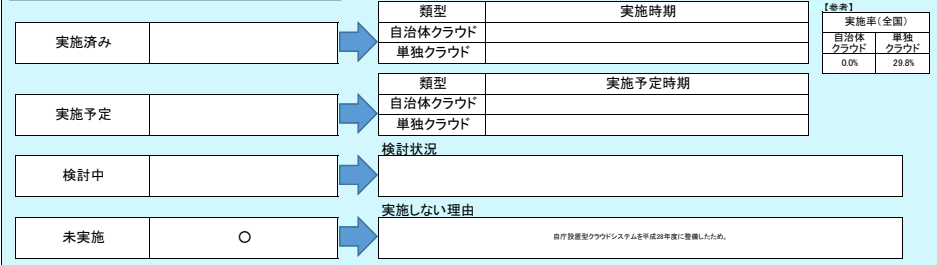 類型 実施時期
実施済み
自治体クラウド
単独クラウド
【参考】
実施率（全国）
自治体クラウド 単独クラウド
0.0% 29.8%
類型 実施予定時期
実施予定
自治体クラウド
単独クラウド
検討状況
検討中
実施しない理由
未実施 ○ 自庁設置型クラウドシステムを平成28年度に整備したため。